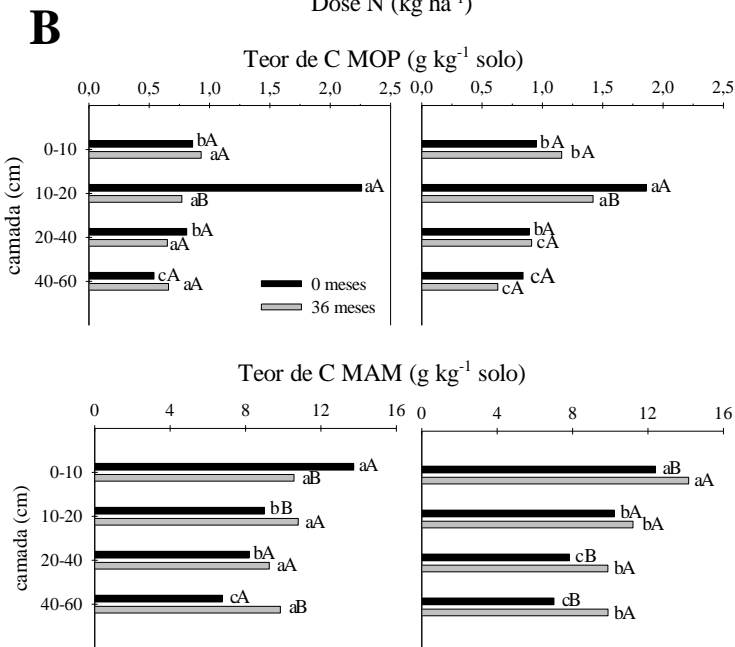 Dose N (kg ha⁻¹)
B
Teor de C MOP (g kg⁻¹ solo)
0,0 0,5 1,0 1,5 2,0 2,5 0,0 0,5 1,0 1,5 2,0 2,5
camada (cm)
0-10 bA bA
aA bA
10-20 aA aA
aB aB
20-40 bA bA
aA cA
40-60 cA cA
aA cA
0 meses
36 meses
Teor de C MAM (g kg⁻¹ solo)
0 4 8 12 16 0 4 8 12 16
camada (cm)
0-10 aA aB
aB aA
10-20 bB bA
aA bA
20-40 bA cB
aA bA
40-60 cA cB
aB bA